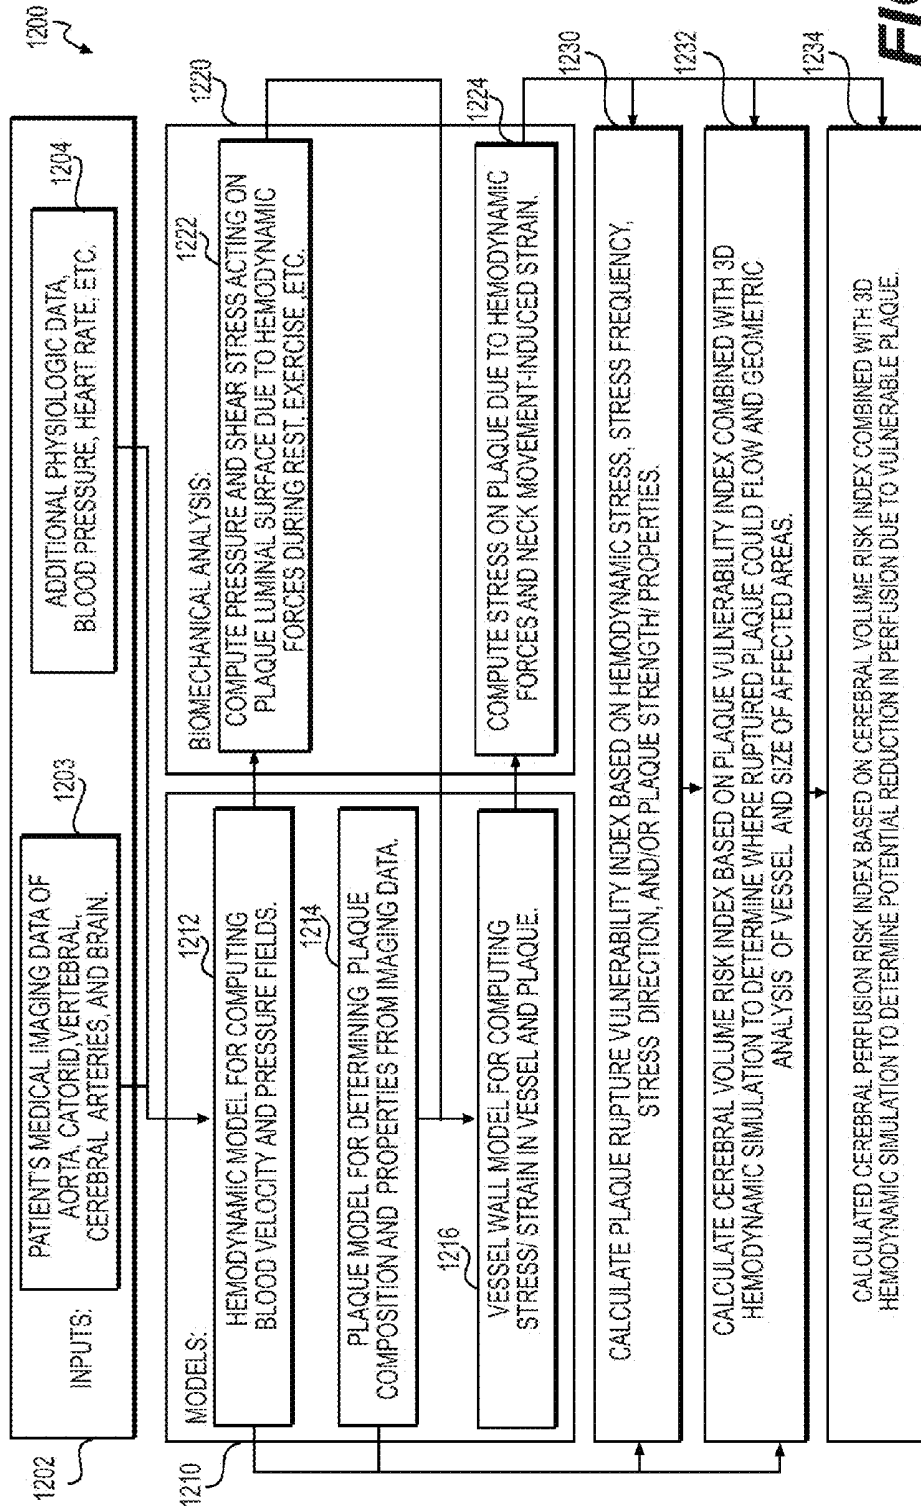 1200
1202
INPUTS:
1203
PATIENT'S MEDICAL IMAGING DATA OF
AORTA, CATORID, VERTEBRAL,
CEREBRAL ARTERIES, AND BRAIN.
1204
ADDITIONAL PHYSIOLOGIC DATA,
BLOOD PRESSURE, HEART RATE, ETC.
1210
MODELS:
1212
HEMODYNAMIC MODEL FOR COMPUTING
BLOOD VELOCITY AND PRESSURE FIELDS.
1214
PLAQUE MODEL FOR DETERMINING PLAQUE
COMPOSITION AND PROPERTIES FROM IMAGING DATA.
1216
VESSEL WALL MODEL FOR COMPUTING
STRESS/ STRAIN IN VESSEL AND PLAQUE.
1220
BIOMECHANICAL ANALYSIS:
1222
COMPUTE PRESSURE AND SHEAR STRESS ACTING ON
PLAQUE LUMINAL SURFACE DUE TO HEMODYNAMIC
FORCES DURING REST, EXERCISE ,ETC.
1224
COMPUTE STRESS ON PLAQUE DUE TO HEMODYNAMIC
FORCES AND NECK MOVEMENT-INDUCED STRAIN.
1230
CALCULATE PLAQUE RUPTURE VULNERABILITY INDEX BASED ON HEMODYNAMIC STRESS, STRESS FREQUENCY,
STRESS DIRECTION, AND/OR PLAQUE STRENGTH/ PROPERTIES.
1232
CALCULATE CEREBRAL VOLUME RISK INDEX BASED ON PLAQUE VULNERABILITY INDEX COMBINED WITH 3D
HEMODYNAMIC SIMULATION TO DETERMINE WHERE RUPTURED PLAQUE COULD FLOW AND GEOMETRIC
ANALYSIS OF VESSEL AND SIZE OF AFFECTED AREAS.
1234
CALCULATED CEREBRAL PERFUSION RISK INDEX BASED ON CEREBRAL VOLUME RISK INDEX COMBINED WITH 3D
HEMODYNAMIC SIMULATION TO DETERMINE POTENTIAL REDUCTION IN PERFUSION DUE TO VULNERABLE PLAQUE.